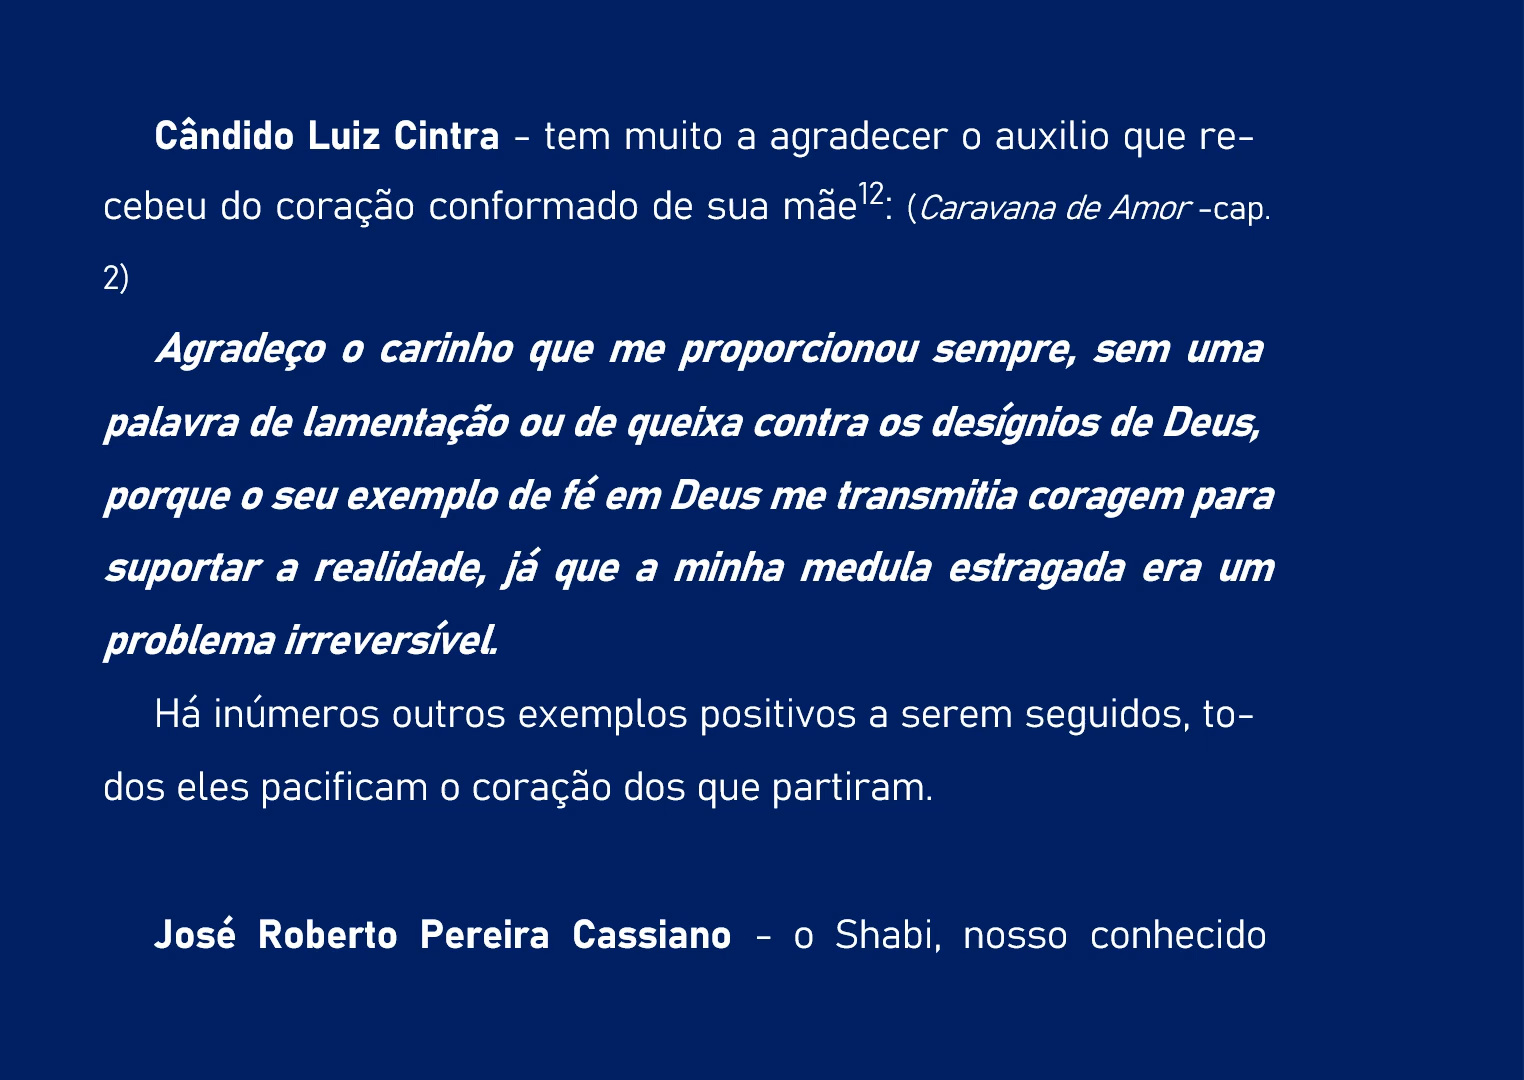 Cândido Luiz Cintra - tem muito a agradecer o auxilio que re-
cebeu do coração conformado de sua mãe12: (Caravana de Amor -cap.
2)
Agradeço o carinho que me proporcionou sempre, sem uma
palavra de lamentação ou de queixa contra os desígnios de Deus,
porque o seu exemplo de fé em Deus me transmitia coragem para
suportar a realidade, já que a minha medula estragada era um
problema irreversível.
Há inúmeros outros exemplos positivos a serem seguidos, to-
dos eles pacificam o coração dos que partiram.
José Roberto Pereira Cassiano - o Shabi, nosso conhecido